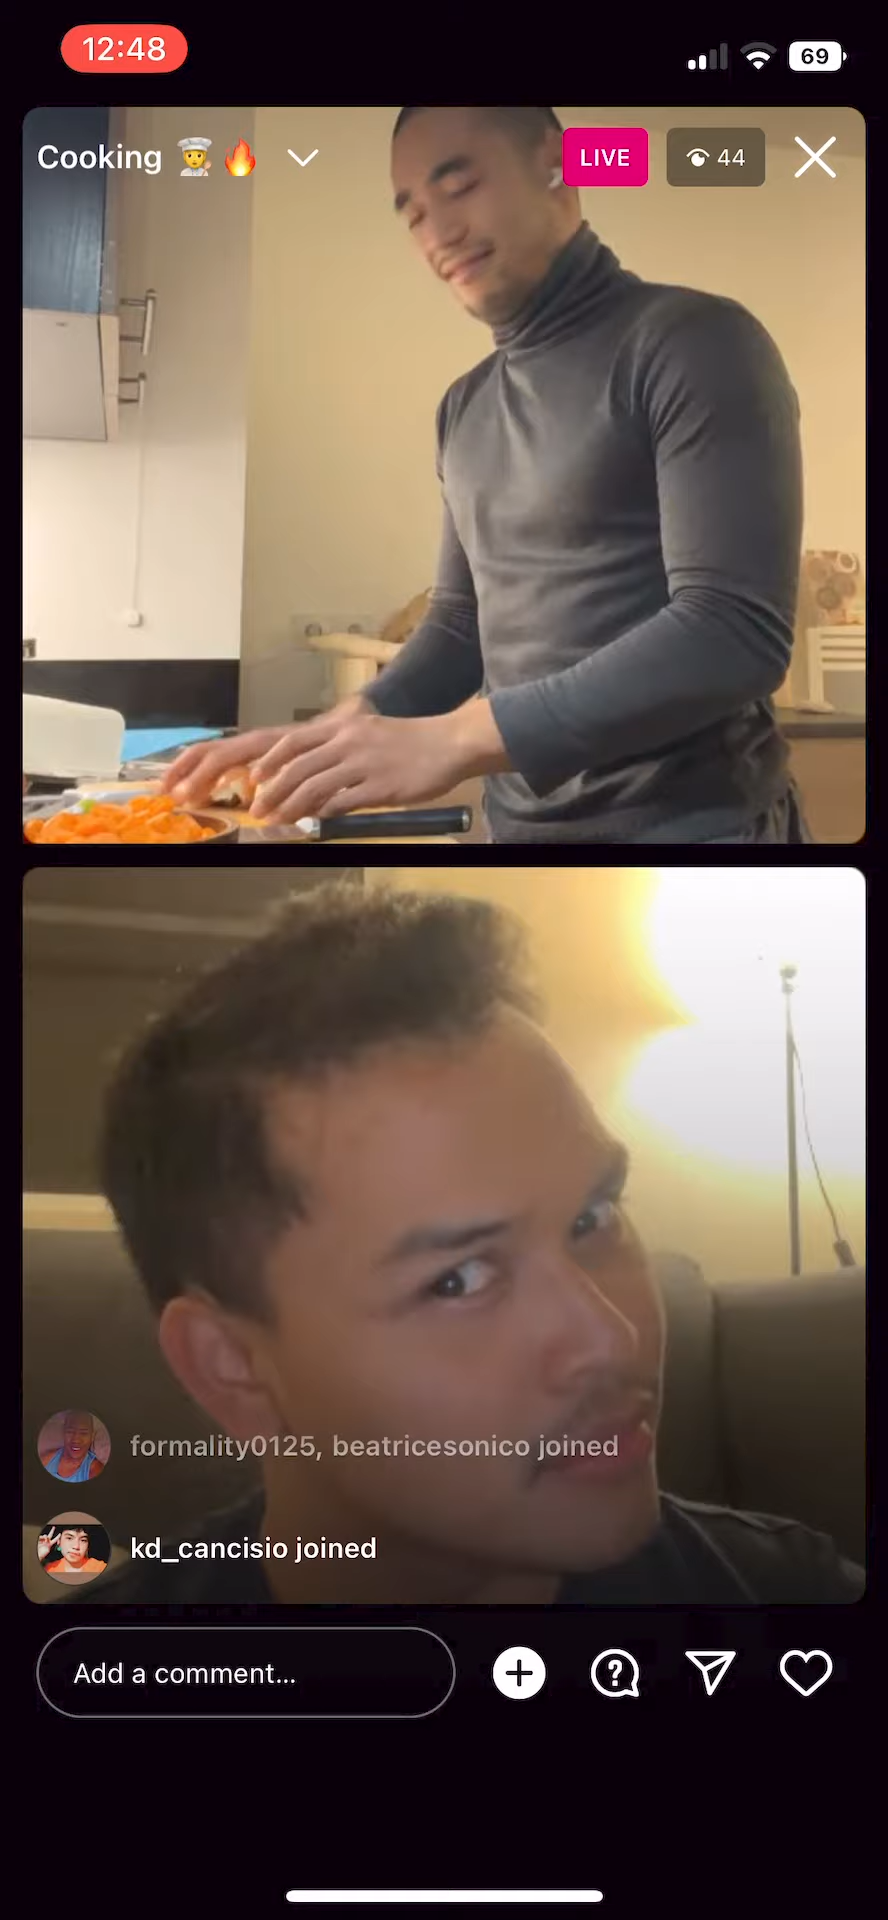 12:48
69
Cooking 🧑‍🍳🔥
LIVE
44
formality0125, beatricesonico joined
kd_cancisio joined
Add a comment...